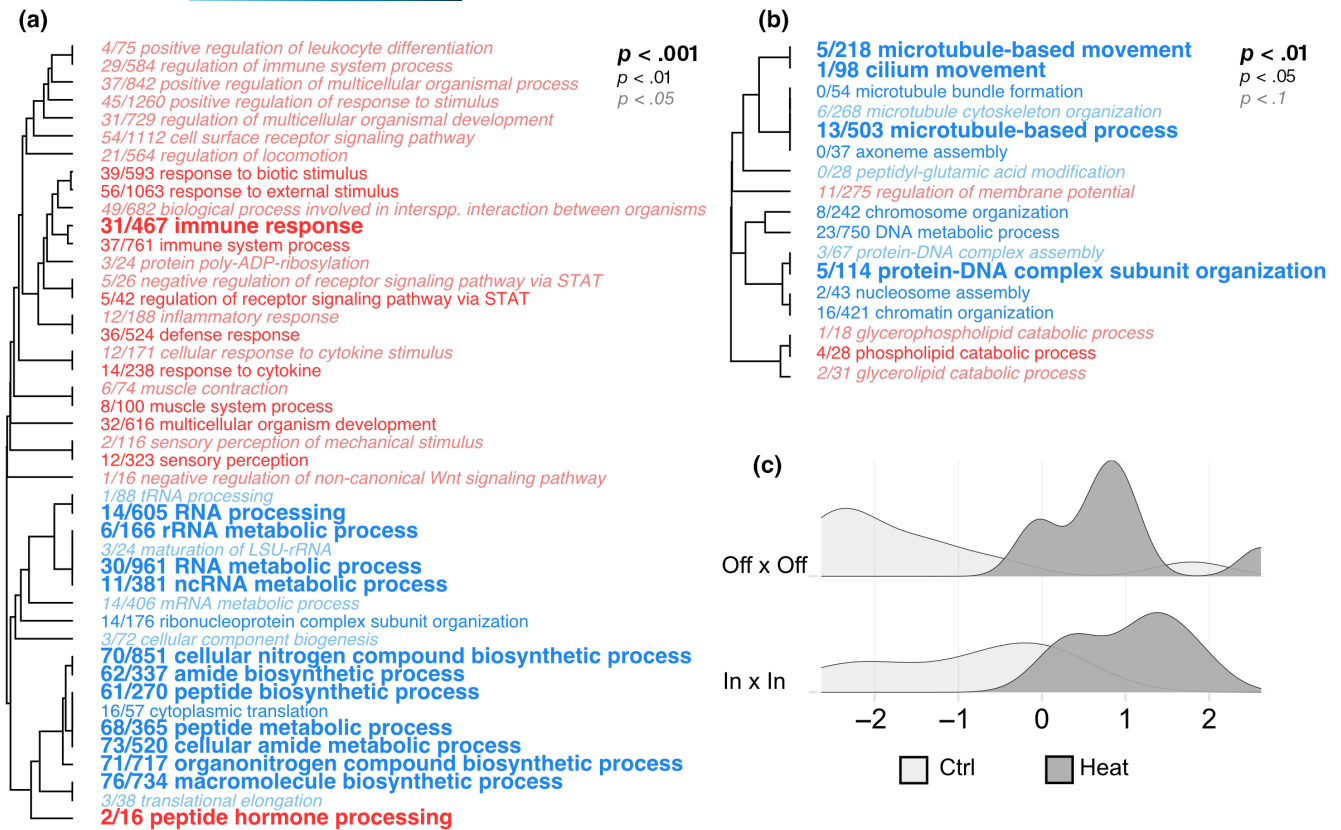 (a)
4/75 positive regulation of leukocyte differentiation
29/584 regulation of immune system process
37/842 positive regulation of multicellular organismal process
45/1260 positive regulation of response to stimulus
31/729 regulation of multicellular organismal development
54/1112 cell surface receptor signaling pathway
21/564 regulation of locomotion
39/593 response to biotic stimulus
56/1063 response to external stimulus
49/682 biological process involved in interspp. interaction between organisms
31/467 immune response
37/761 immune system process
3/24 protein poly-ADP-ribosylation
5/26 negative regulation of receptor signaling pathway via STAT
5/42 regulation of receptor signaling pathway via STAT
12/188 inflammatory response
36/524 defense response
12/171 cellular response to cytokine stimulus
14/238 response to cytokine
6/74 muscle contraction
8/100 muscle system process
32/616 multicellular organism development
2/116 sensory perception of mechanical stimulus
12/323 sensory perception
1/16 negative regulation of non-canonical Wnt signaling pathway
1/88 tRNA processing
14/605 RNA processing
6/166 rRNA metabolic process
3/24 maturation of LSU-rRNA
30/961 RNA metabolic process
11/381 ncRNA metabolic process
14/406 mRNA metabolic process
14/176 ribonucleoprotein complex subunit organization
3/72 cellular component biogenesis
70/851 cellular nitrogen compound biosynthetic process
62/337 amide biosynthetic process
61/270 peptide biosynthetic process
16/57 cytoplasmic translation
68/365 peptide metabolic process
73/520 cellular amide metabolic process
71/717 organonitrogen compound biosynthetic process
76/734 macromolecule biosynthetic process
3/38 translational elongation
2/16 peptide hormone processing
p < .001
p < .01
p < .05
(b)
5/218 microtubule-based movement
1/98 cilium movement
0/54 microtubule bundle formation
6/268 microtubule cytoskeleton organization
13/503 microtubule-based process
0/37 axoneme assembly
0/28 peptidyl-glutamic acid modification
11/275 regulation of membrane potential
8/242 chromosome organization
23/750 DNA metabolic process
3/67 protein-DNA complex assembly
5/114 protein-DNA complex subunit organization
2/43 nucleosome assembly
16/421 chromatin organization
1/18 glycerophospholipid catabolic process
4/28 phospholipid catabolic process
2/31 glycerolipid catabolic process
p < .01
p < .05
p < .1
(c)
Off x Off
In x In
−2 −1 0 1 2
Ctrl Heat